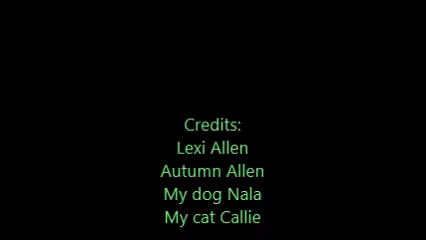 Credits:
Lexi Allen
Autumn Allen
My dog Nala
My cat Callie